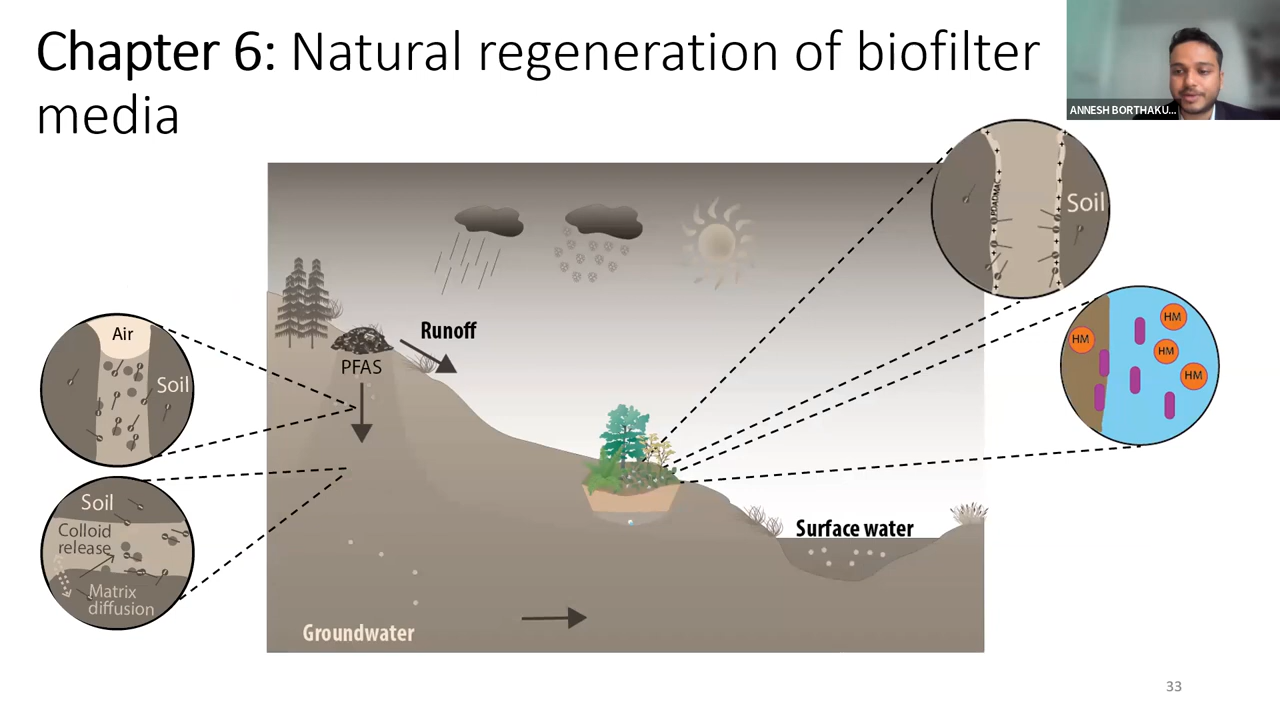 Chapter 6: Natural regeneration of biofilter
media
ANNESH BORTHAKU...
Soil
PDADMAC
Air
Soil
Runoff
PFAS
HM
HM
HM
HM
Soil
Colloid
release
Matrix
diffusion
Surface water
Groundwater
33